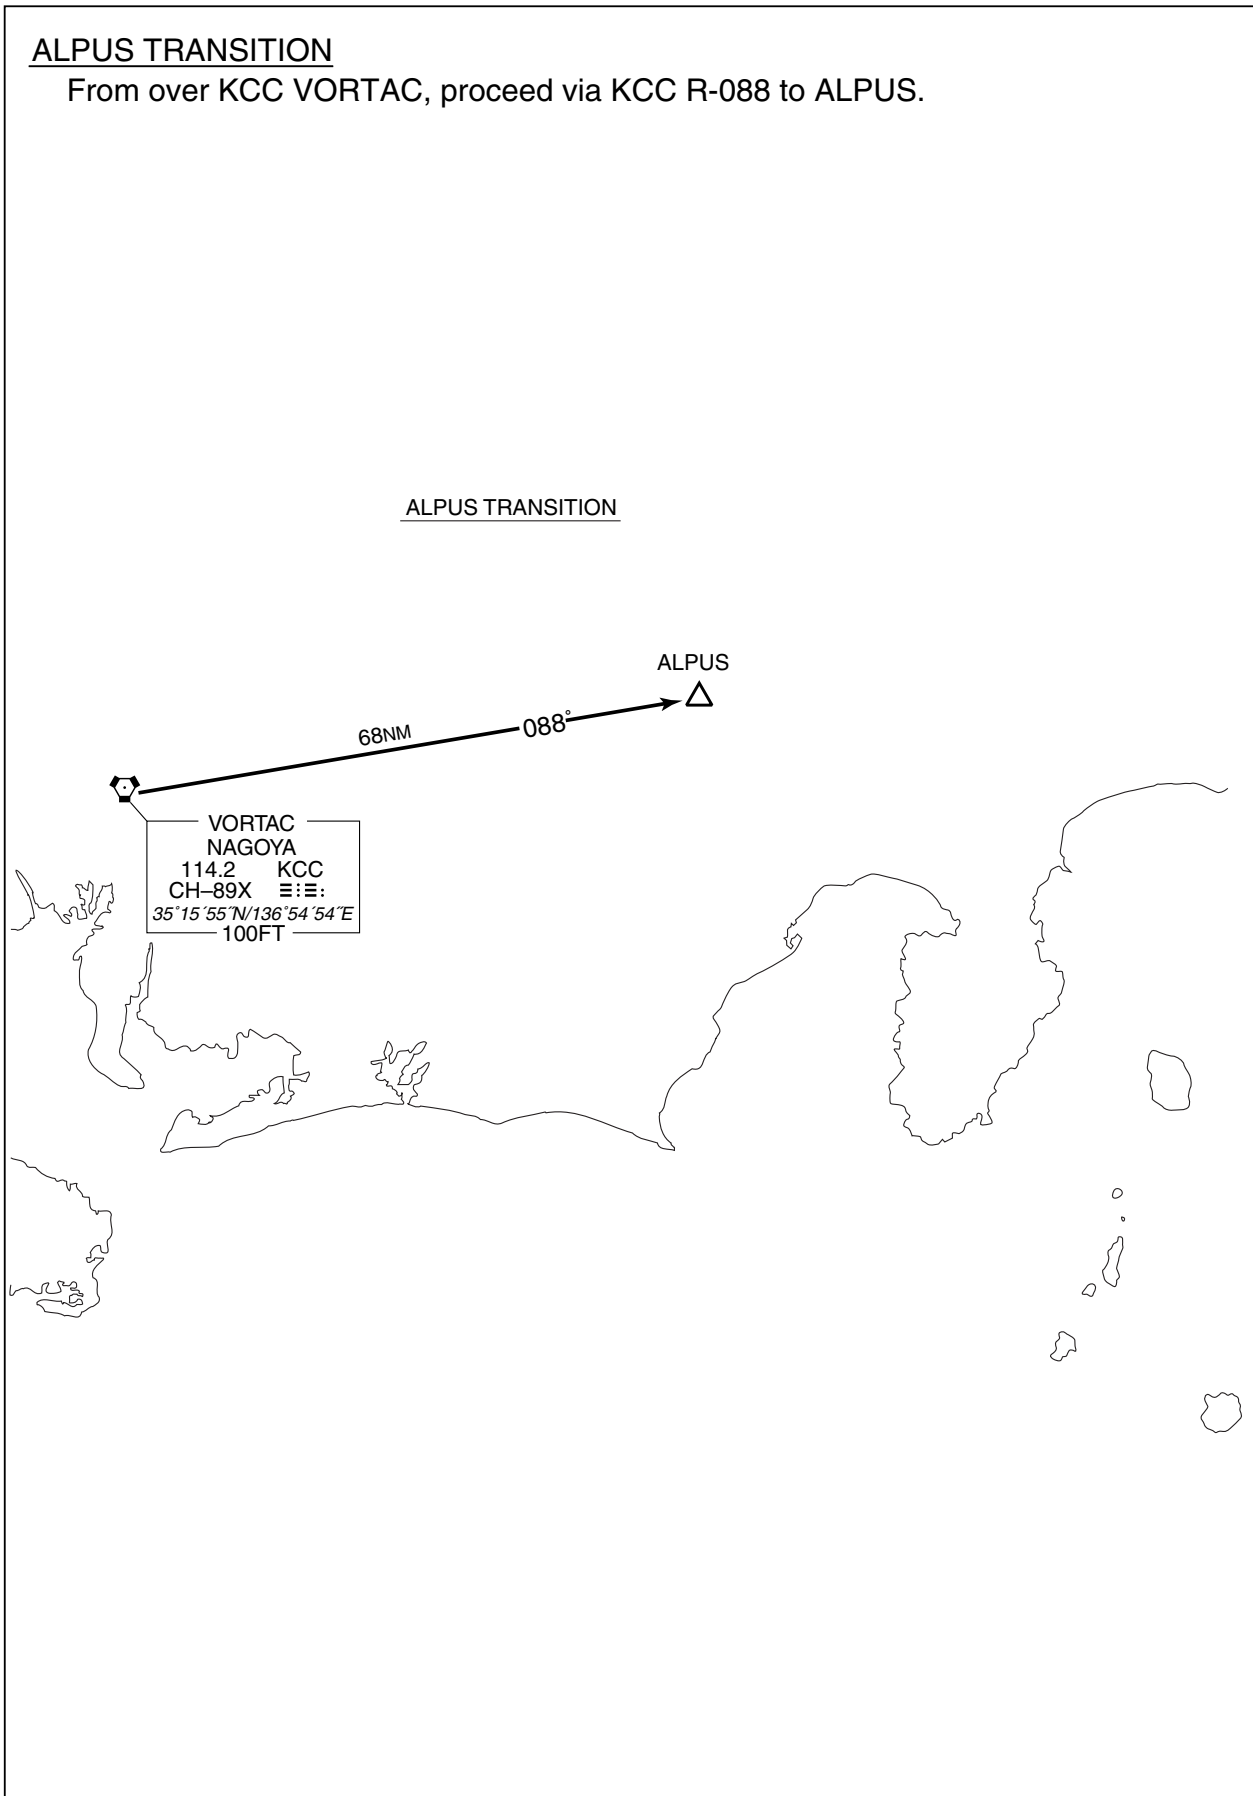 ALPUS TRANSITION
From over KCC VORTAC, proceed via KCC R-088 to ALPUS.
ALPUS TRANSITION
ALPUS
68NM
088°
VORTAC
NAGOYA
114.2 KCC
CH–89X
35°15´55˝N/136°54´54˝E
100FT